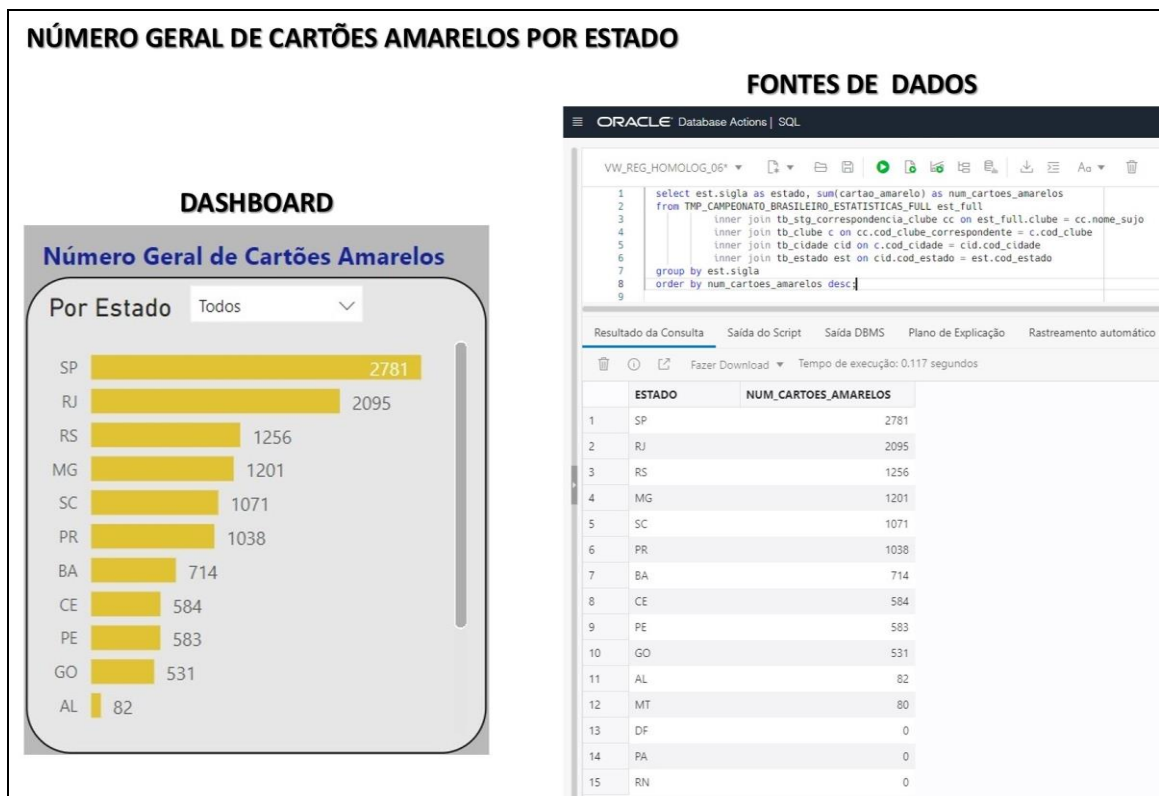 NÚMERO GERAL DE CARTÕES AMARELOS POR ESTADO
DASHBOARD
Número Geral de Cartões Amarelos
Por Estado Todos
SP 2781
RJ 2095
RS 1256
MG 1201
SC 1071
PR 1038
BA 714
CE 584
PE 583
GO 531
AL 82
FONTES DE DADOS
ORACLE Database Actions | SQL
VW_REG_HOMOLOG_06* Aa
1 select est.sigla as estado, sum(cartao_amarelo) as num_cartoes_amarelos
2 from TMP_CAMPEONATO_BRASILEIRO_ESTATISTICAS_FULL est_full
3 inner join tb_stg_correspondencia_clube cc on est_full.clube = cc.nome_sujo
4 inner join tb_clube c on cc.cod_clube_correspondente = c.cod_clube
5 inner join tb_cidade cid on c.cod_cidade = cid.cod_cidade
6 inner join tb_estado est on cid.cod_estado = est.cod_estado
7 group by est.sigla
8 order by num_cartoes_amarelos desc;
9
Resultado da Consulta Saída do Script Saída DBMS Plano de Explicação Rastreamento automático
Fazer Download Tempo de execução: 0.117 segundos
ESTADO NUM_CARTOES_AMARELOS
1 SP 2781
2 RJ 2095
3 RS 1256
4 MG 1201
5 SC 1071
6 PR 1038
7 BA 714
8 CE 584
9 PE 583
10 GO 531
11 AL 82
12 MT 80
13 DF 0
14 PA 0
15 RN 0